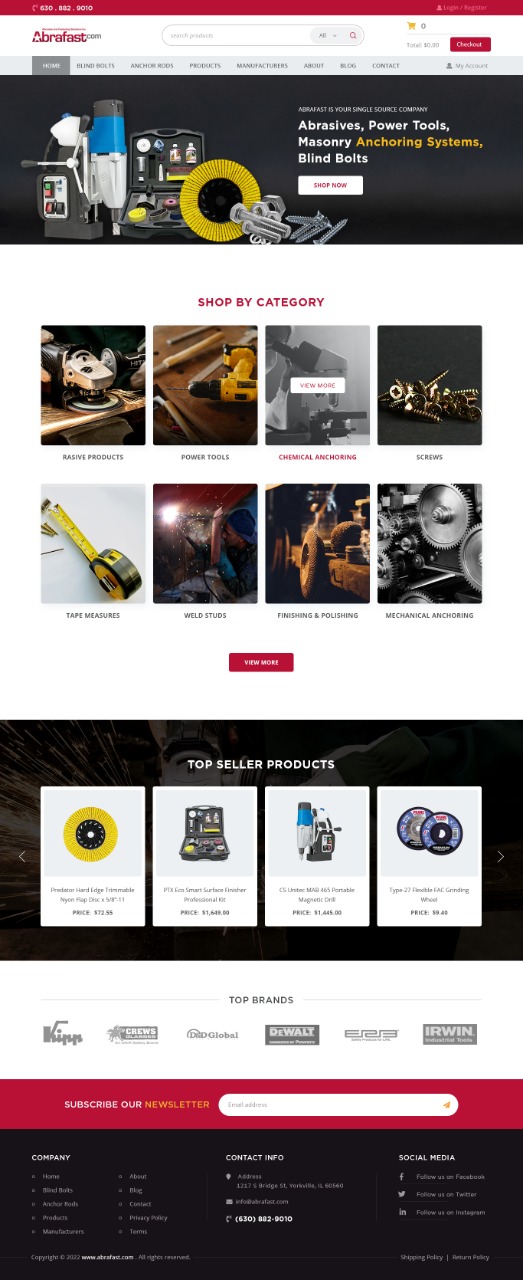 630 . 882 . 9010
Login / Register
Abrafast.com
search products
All
0
Total: $0.00
Checkout
HOME
BLIND BOLTS
ANCHOR RODS
PRODUCTS
MANUFACTURERS
ABOUT
BLOG
CONTACT
My Account
ABRAFAST IS YOUR SINGLE SOURCE COMPANY
Abrasives, Power Tools,
Masonry Anchoring Systems,
Blind Bolts
SHOP NOW
SHOP BY CATEGORY
VIEW MORE
RASIVE PRODUCTS
POWER TOOLS
CHEMICAL ANCHORING
SCREWS
TAPE MEASURES
WELD STUDS
FINISHING & POLISHING
MECHANICAL ANCHORING
VIEW MORE
TOP SELLER PRODUCTS
Predator Hard Edge Trimmable
Nyon Flap Disc x 5/8"-11
PRICE: $72.55
PTX Eco Smart Surface Finisher
Professional Kit
PRICE: $1,649.00
CS Unitec MAB 465 Portable
Magnetic Drill
PRICE: $1,445.00
Type-27 Flexible EAC Grinding
Wheel
PRICE: $9.40
TOP BRANDS
Kipp
CREWS
GLASSES
D&D Global
DEWALT
ERB
Safety Products for Life.
IRWIN
Industrial Tools
SUBSCRIBE OUR NEWSLETTER
Email address
COMPANY
Home
Blind Bolts
Anchor Rods
Products
Manufacturers
About
Blog
Contact
Privacy Policy
Terms
CONTACT INFO
Address
1217 S Bridge St, Yorkville, IL 60560
info@abrafast.com
(630) 882-9010
SOCIAL MEDIA
Follow us on Facebook
Follow us on Twitter
Follow us on Instagram
Copyright © 2022 www.abrafast.com . All rights reserved.
Shipping Policy | Return Policy